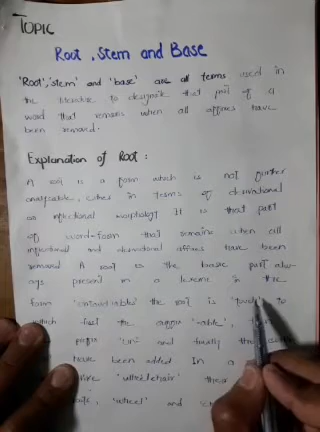 TOPIC
Root, Stem and Base
'Root', 'stem' and 'base' are all terms used in
the literature to designate that part of a
word that remains when all affixes have
been removed.
Explanation of Root:
A root is a form which is not further
analysable, either in terms of derivational
or inflectional morphology It is that part
of word-form that remains when all
inflectional and derivational affixes have been
removed A root is the basic part alw-
ays present in a lexeme in the
form 'untouchables' the root is 'touch' to
which first the suffix '-able',
prefix 'un-' and finally the
have been added In a
'wheelchair'
'wheel' and